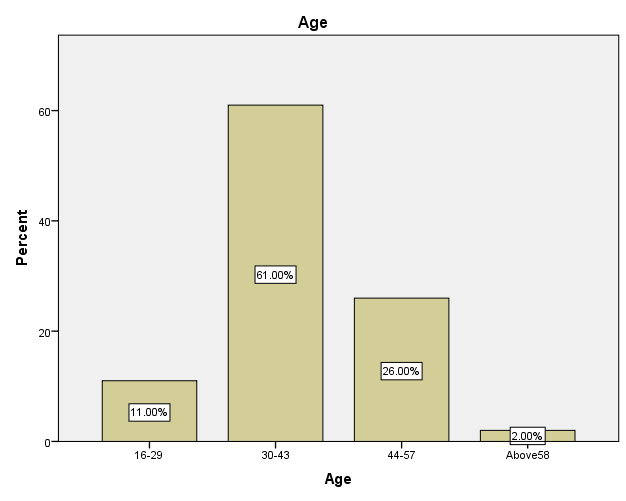 Age
Percent
60
40
20
0
61.00%
26.00%
11.00%
2.00%
16-29
30-43
44-57
Above58
Age